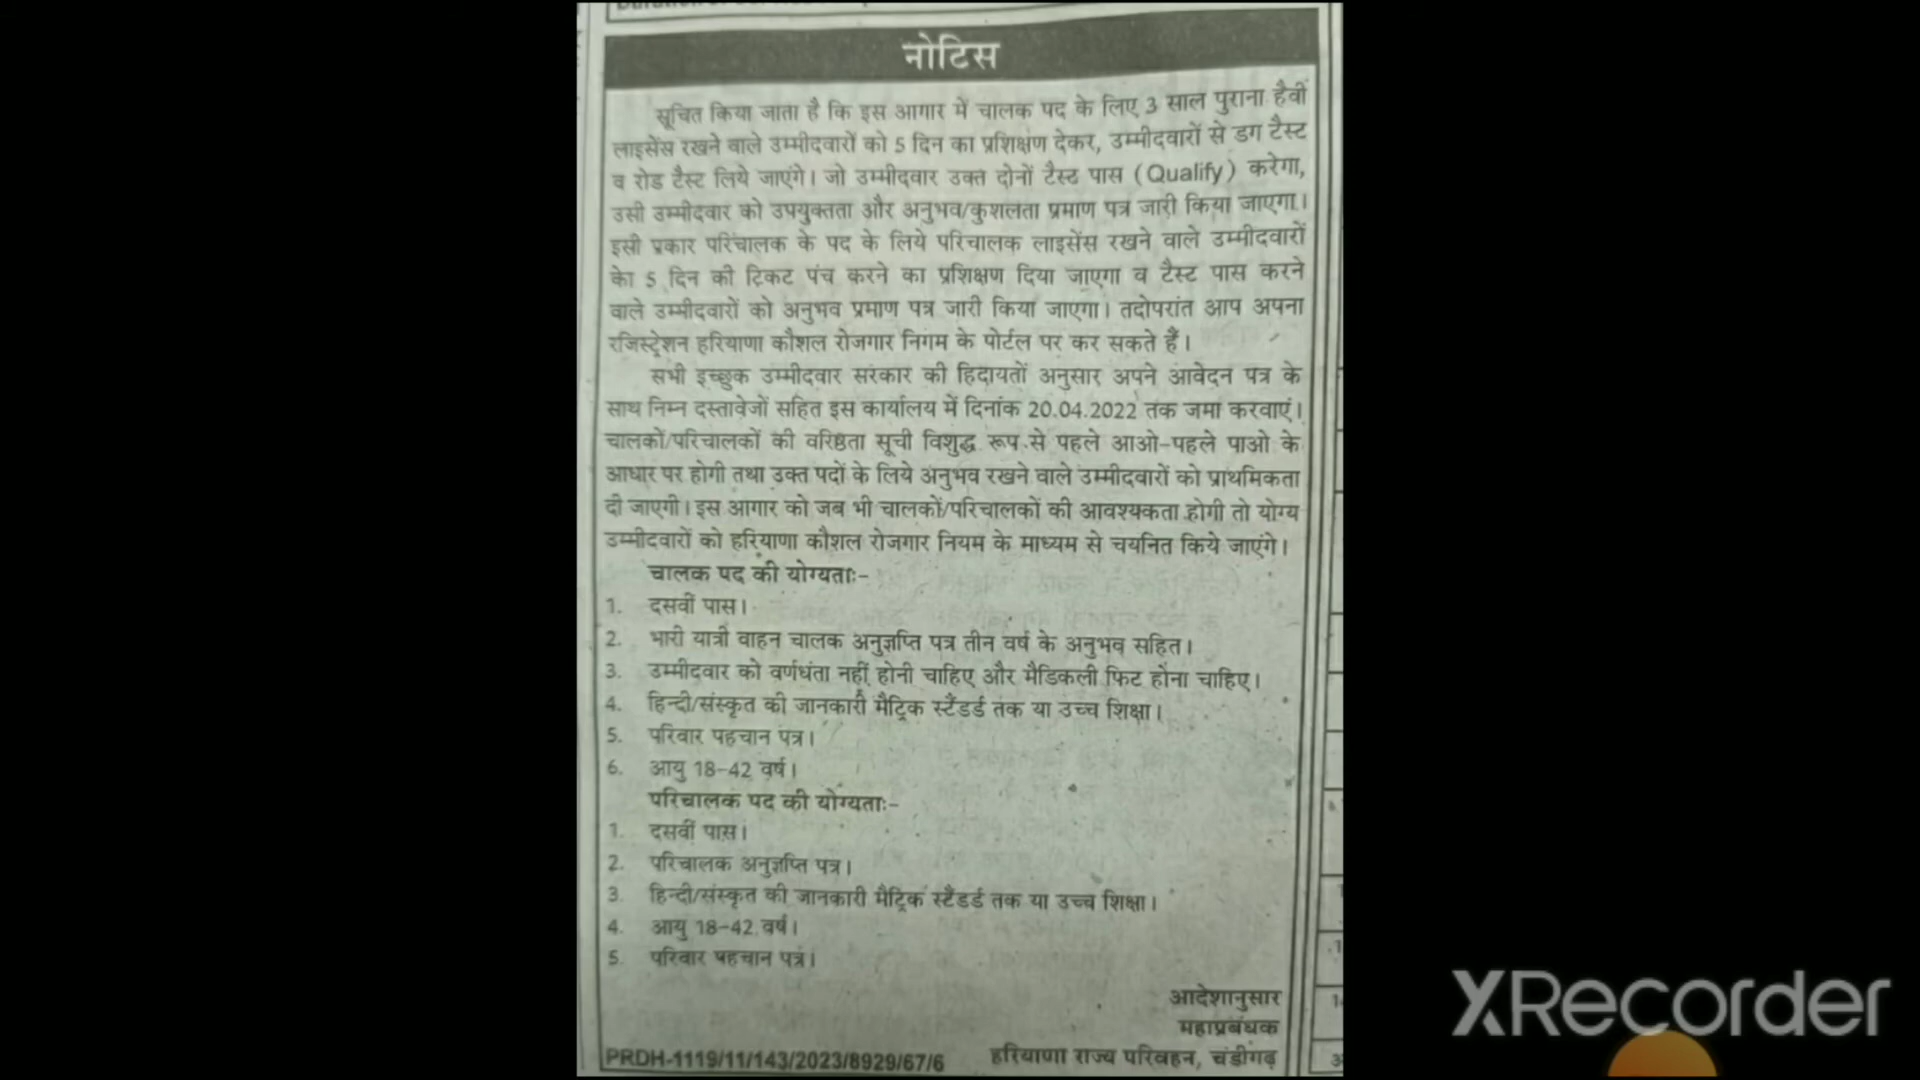 नोटिस
सूचित किया जाता है कि इस आगार में चालक पद के लिए 3 साल पुराना हैवी
लाइसेंस रखने वाले उम्मीदवारों को 5 दिन का प्रशिक्षण देकर, उम्मीदवारों से डग टैस्ट
व रोड टैस्ट लिये जाएंगे। जो उम्मीदवार उक्त दोनों टैस्ट पास (Qualify) करेगा,
उसी उम्मीदवार को उपयुक्तता और अनुभव/कुशलता प्रमाण पत्र जारी किया जाएगा।
इसी प्रकार परिचालक के पद के लिये परिचालक लाइसेंस रखने वाले उम्मीदवारों
को 5 दिन की टिकट पंच करने का प्रशिक्षण दिया जाएगा व टैस्ट पास करने
वाले उम्मीदवारों को अनुभव प्रमाण पत्र जारी किया जाएगा। तदोपरांत आप अपना
रजिस्ट्रेशन हरियाणा कौशल रोजगार निगम के पोर्टल पर कर सकते हैं।
सभी इच्छुक उम्मीदवार सरकार की हिदायतों अनुसार अपने आवेदन पत्र के
साथ निम्न दस्तावेजों सहित इस कार्यालय में दिनांक 20.04.2022 तक जमा करवाएं।
चालकों/परिचालकों की वरिष्ठता सूची विशुद्ध रूप से पहले आओ-पहले पाओ के
आधार पर होगी तथा उक्त पदों के लिये अनुभव रखने वाले उम्मीदवारों को प्राथमिकता
दी जाएगी। इस आगार को जब भी चालकों/परिचालकों की आवश्यकता होगी तो योग्य
उम्मीदवारों को हरियाणा कौशल रोजगार नियम के माध्यम से चयनित किये जाएंगे।
चालक पद की योग्यताः-
1. दसवीं पास।
2. भारी यात्री वाहन चालक अनुज्ञप्ति पत्र तीन वर्ष के अनुभव सहित।
3. उम्मीदवार को वर्णधंता नहीं होनी चाहिए और मैडिकली फिट होना चाहिए।
4. हिन्दी/संस्कृत की जानकारी मैट्रिक स्टैंडर्ड तक या उच्च शिक्षा।
5. परिवार पहचान पत्र।
6. आयु 18-42 वर्ष।
परिचालक पद की योग्यताः-
1. दसवीं पास।
2. परिचालक अनुज्ञप्ति पत्र।
3. हिन्दी/संस्कृत की जानकारी मैट्रिक स्टैंडर्ड तक या उच्च शिक्षा।
4. आयु 18-42 वर्ष।
5. परिवार पहचान पत्र।
आदेशानुसार
महाप्रबंधक
PRDH-1119/11/143/2023/8929/67/6 हरियाणा राज्य परिवहन, चंडीगढ़
XRecorder